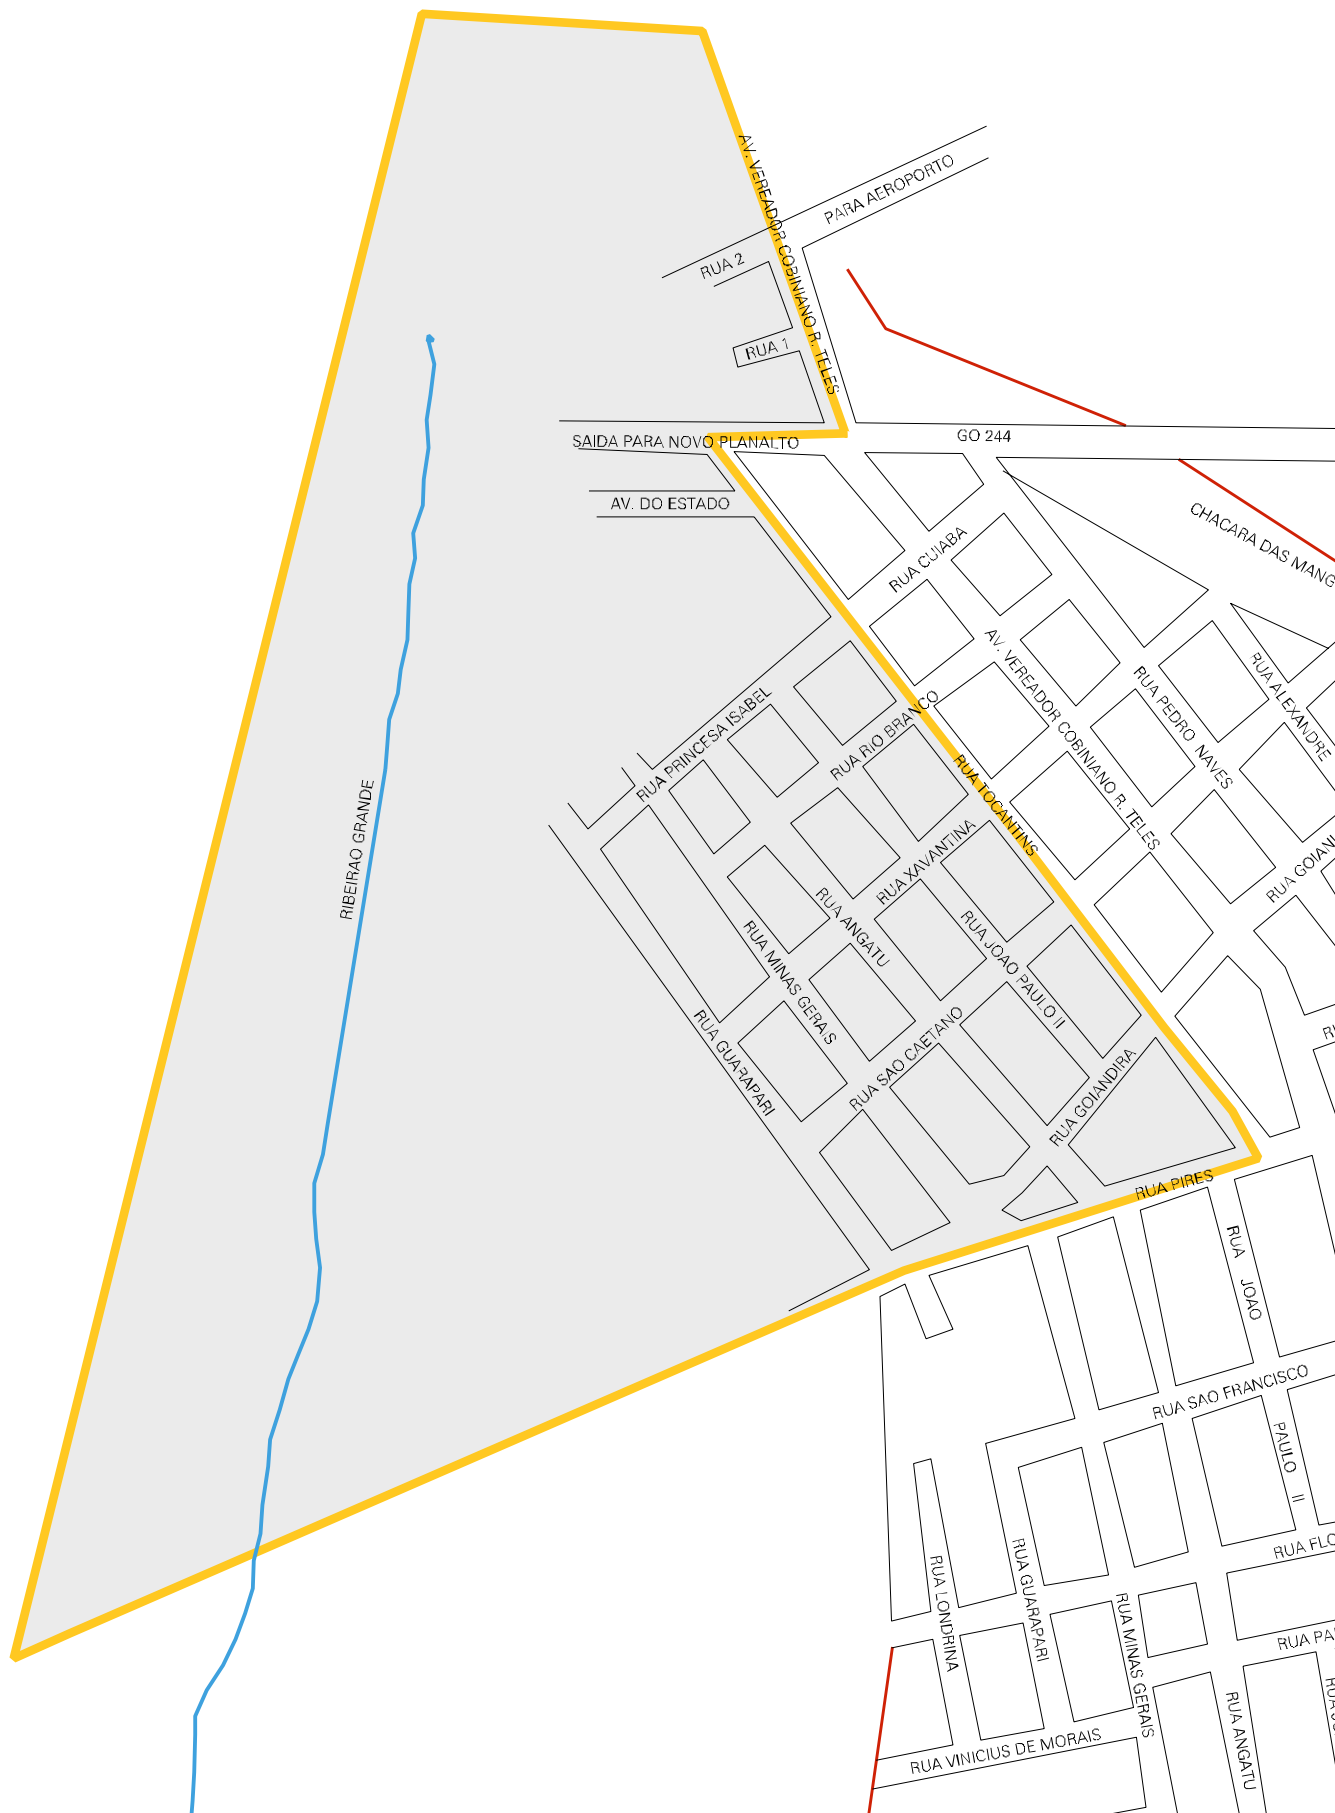 AV. VEREADOR COBINIANO R. TELES
PARA AEROPORTO
RUA 2
RUA 1
GO 244
SAIDA PARA NOVO PLANALTO
AV. DO ESTADO
CHACARA DAS MANG
RUA CUIABA
AV. VEREADOR COBINIANO R. TELES
RUA PEDRO NAVES
RUA ALEXANDRE
RUA PRINCESA ISABEL
RUA RIO BRANCO
RUA TOCANTINS
RIBEIRAO GRANDE
RUA XAVANTINA
RUA GOIANI
RUA ANGATU
RUA MINAS GERAIS
RUA JOAO PAULO II
RUA GUARAPARI
RUA SAO CAETANO
RUA GOIANDIRA
RUA PIRES
RUA JOAO PAULO II
RUA SAO FRANCISCO
RUA FLO
RUA LONDRINA
RUA GUARAPARI
RUA MINAS GERAIS
RUA PA
RUA ANGATU
RUA VINICIUS DE MORAIS